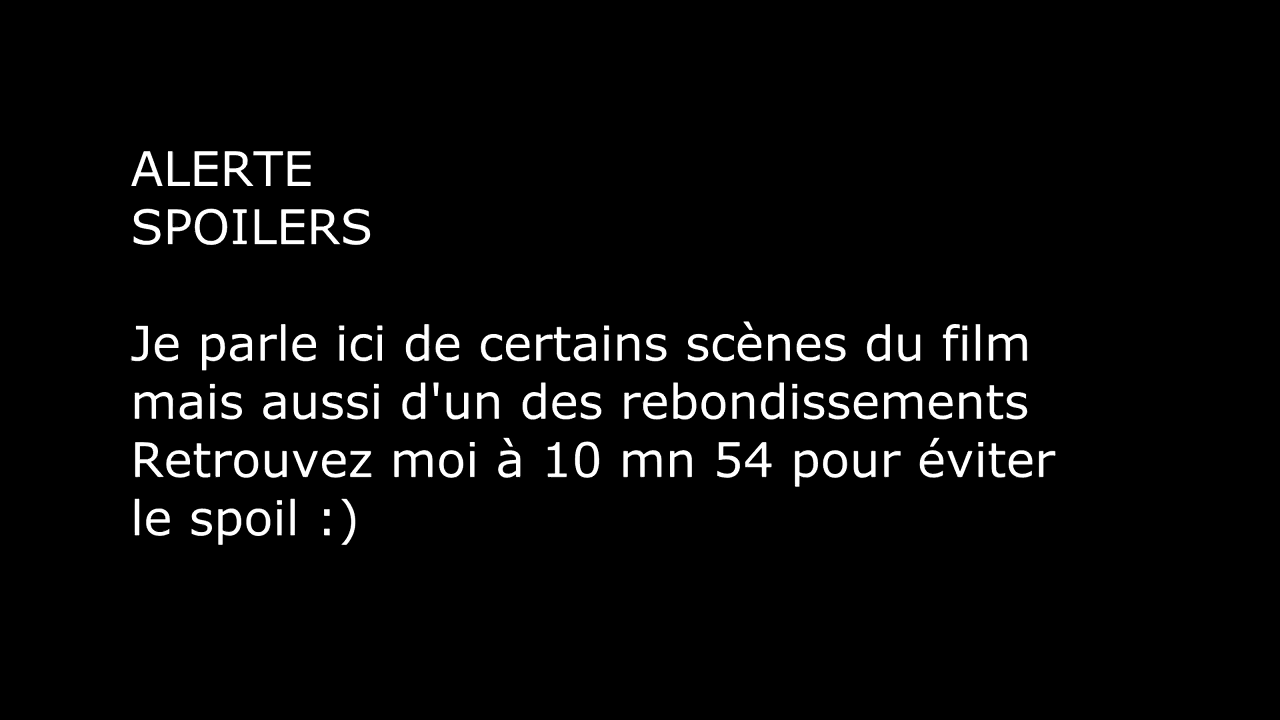 ALERTE
SPOILERS
Je parle ici de certains scènes du film
mais aussi d'un des rebondissements
Retrouvez moi à 10 mn 54 pour éviter
le spoil :)